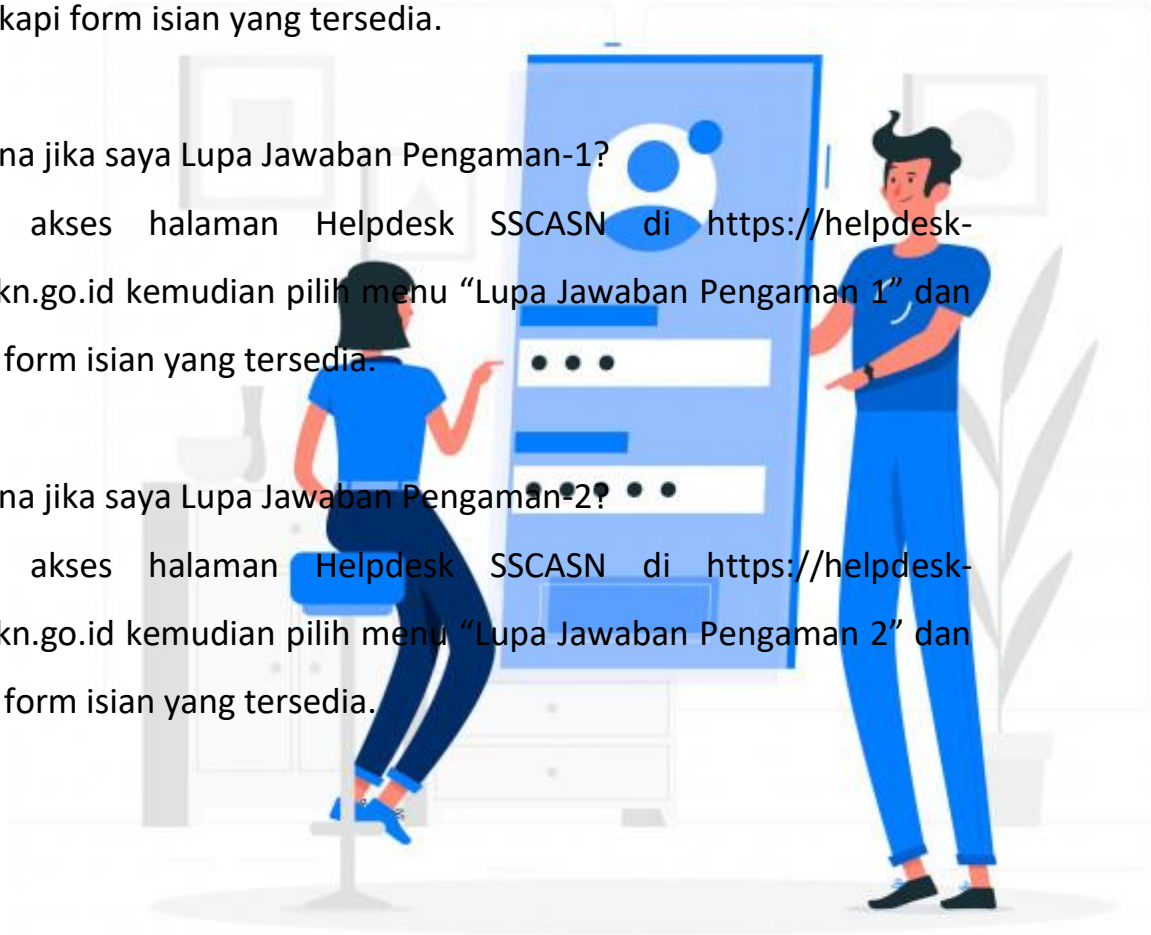 kapi form isian yang tersedia.
na jika saya Lupa Jawaban Pengaman-1?
akses halaman Helpdesk SSCASN di https://helpdesk-
kn.go.id kemudian pilih menu “Lupa Jawaban Pengaman 1” dan
form isian yang tersedia.
na jika saya Lupa Jawaban Pengaman-2?
akses halaman Helpdesk SSCASN di https://helpdesk-
kn.go.id kemudian pilih menu “Lupa Jawaban Pengaman 2” dan
form isian yang tersedia.